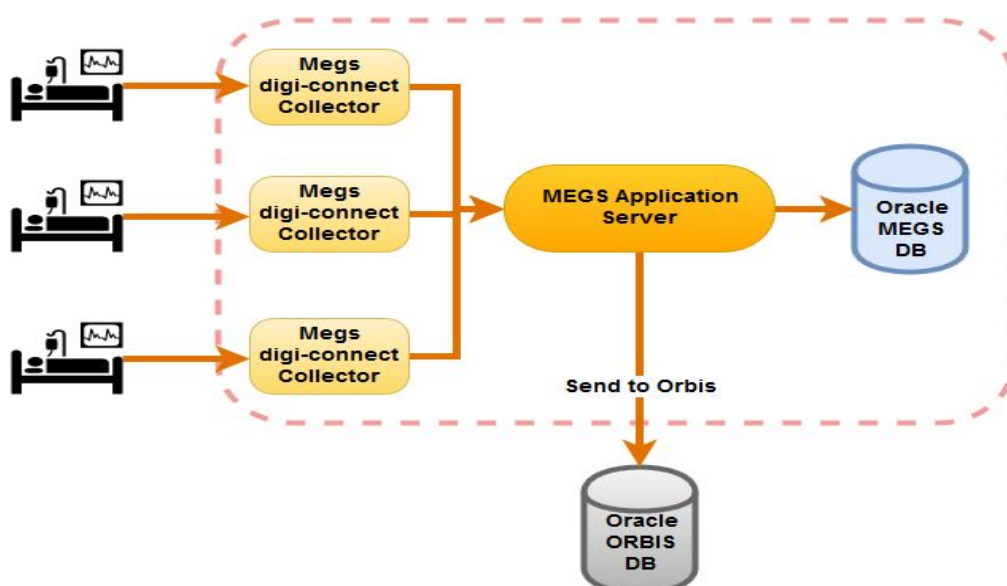 Megs
digi-connect
Collector
Megs
digi-connect
Collector
Megs
digi-connect
Collector
MEGS Application
Server
Oracle
MEGS
DB
Send to Orbis
Oracle
ORBIS
DB